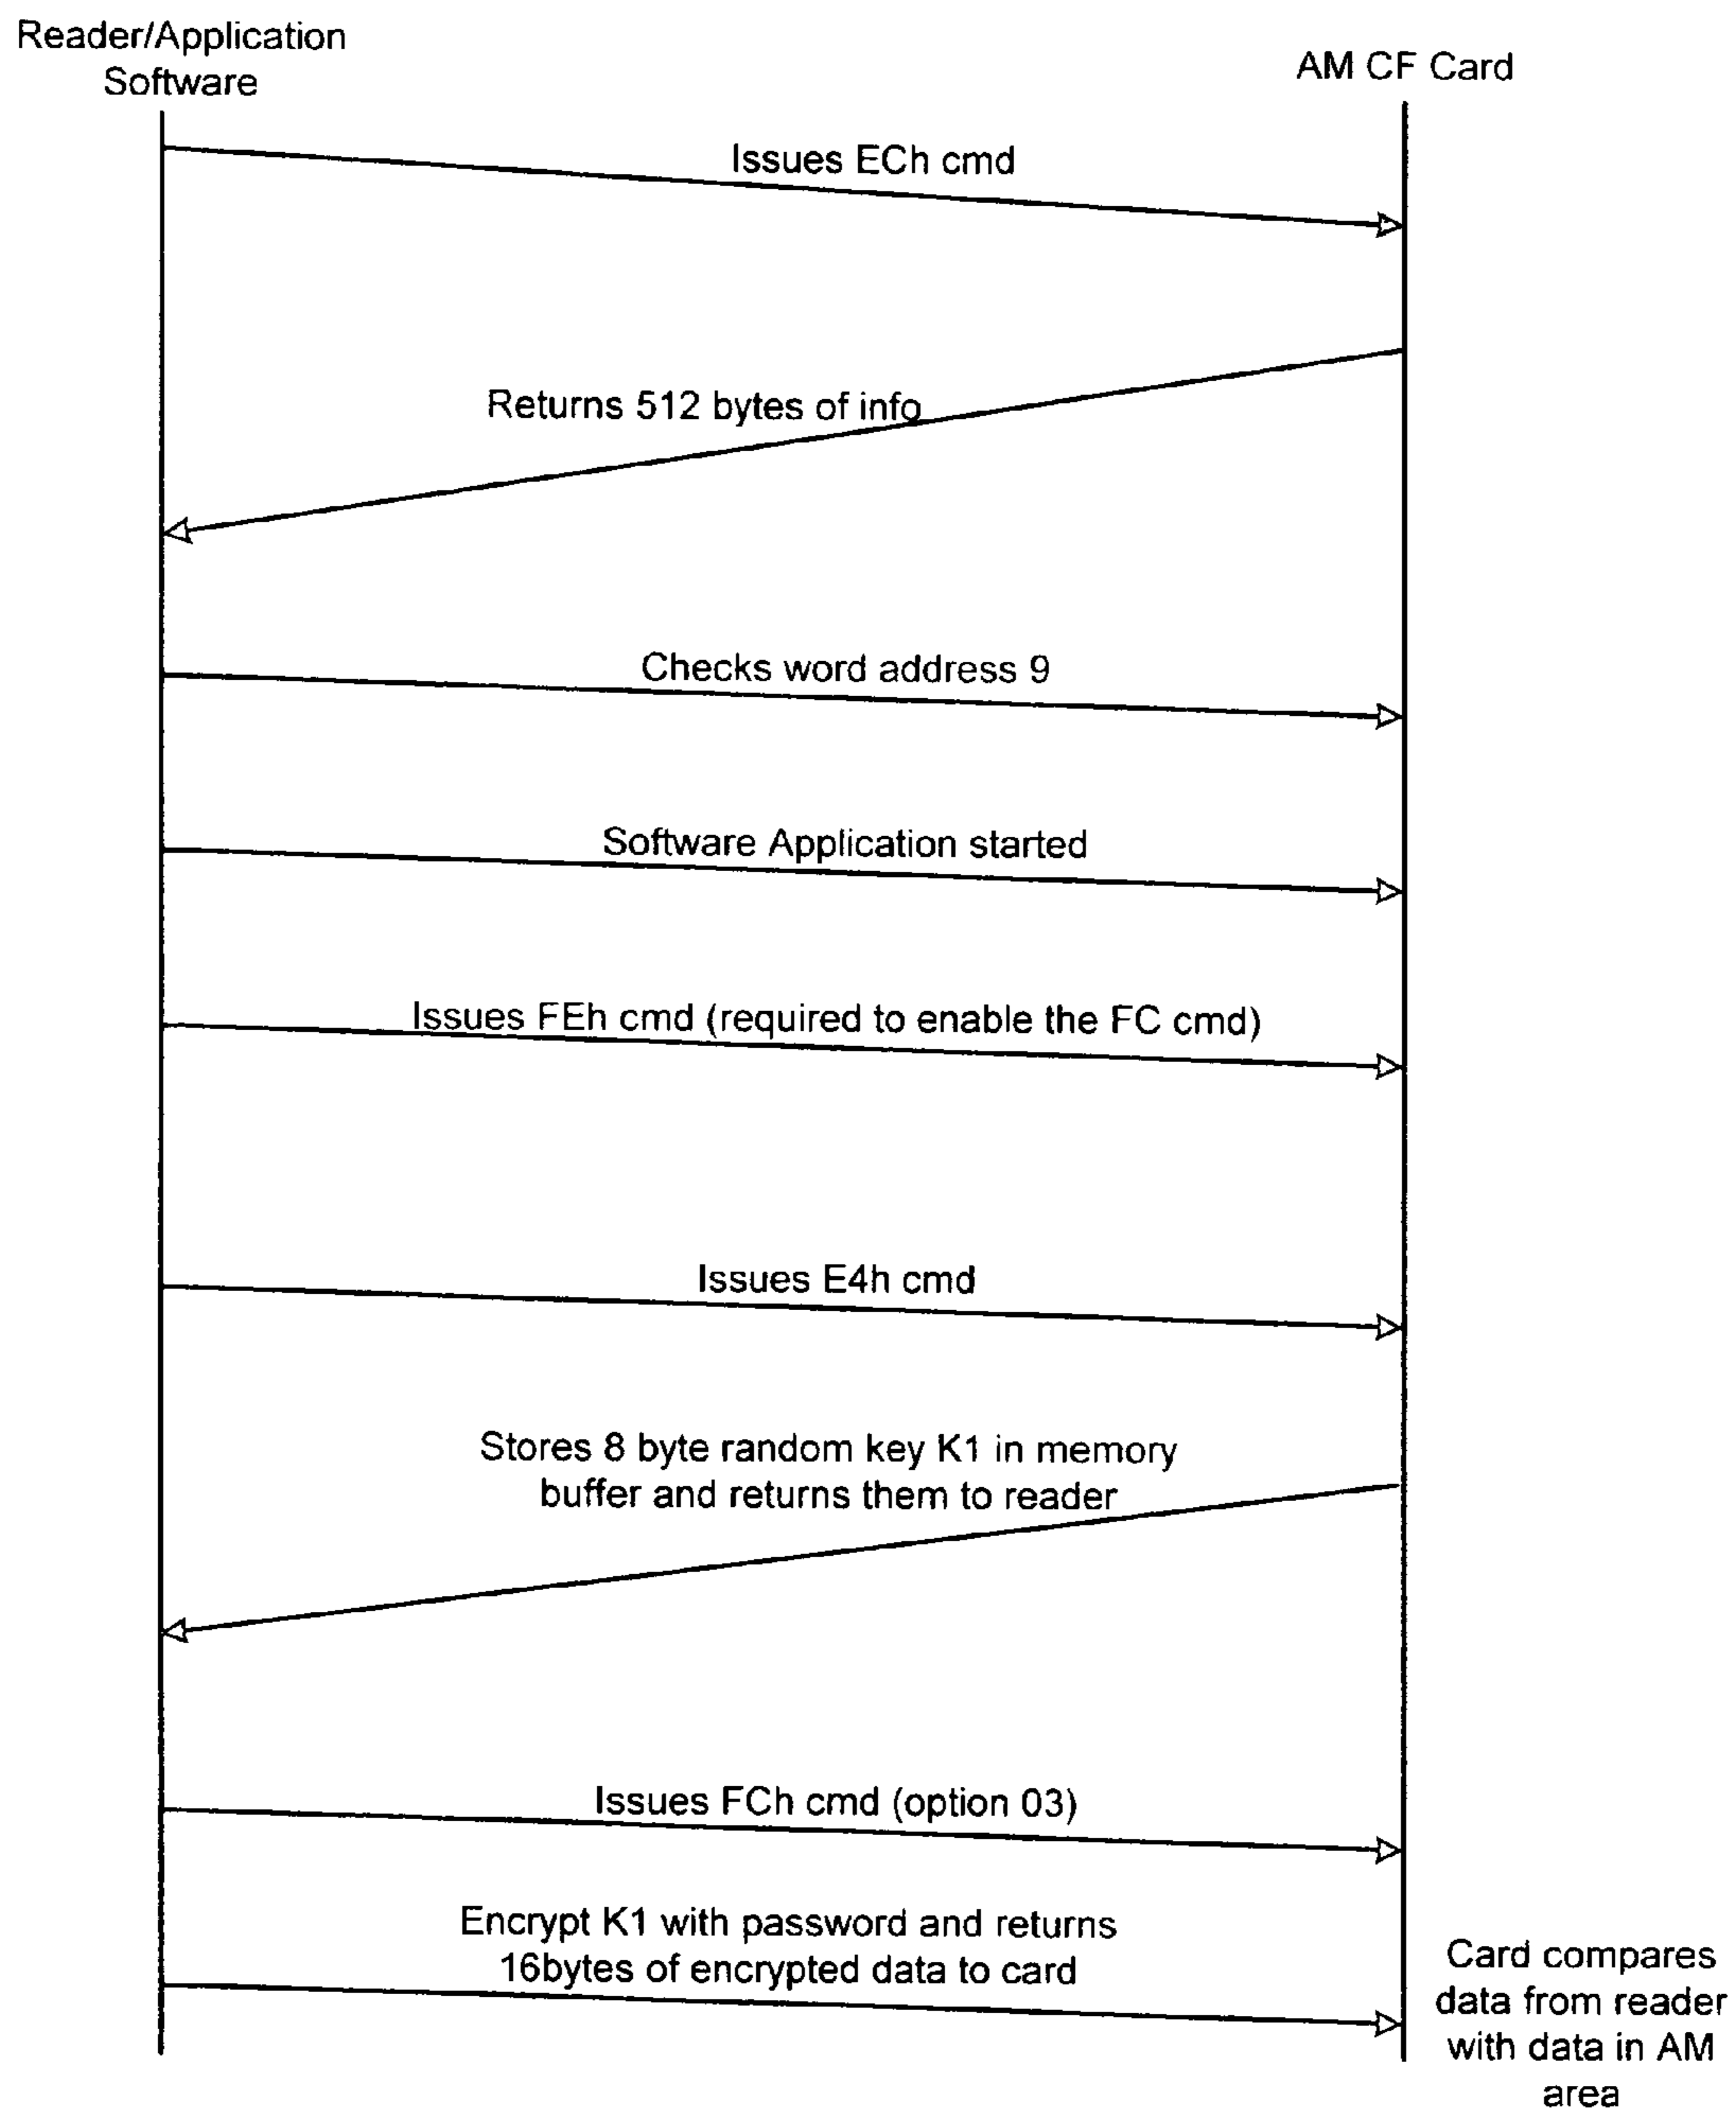 Reader/Application
Software
AM CF Card
Issues ECh cmd
Returns 512 bytes of info
Checks word address 9
Software Application started
Issues FEh cmd (required to enable the FC cmd)
Issues E4h cmd
Stores 8 byte random key K1 in memory
buffer and returns them to reader
Issues FCh cmd (option 03)
Encrypt K1 with password and returns
16bytes of encrypted data to card
Card compares
data from reader
with data in AM
area